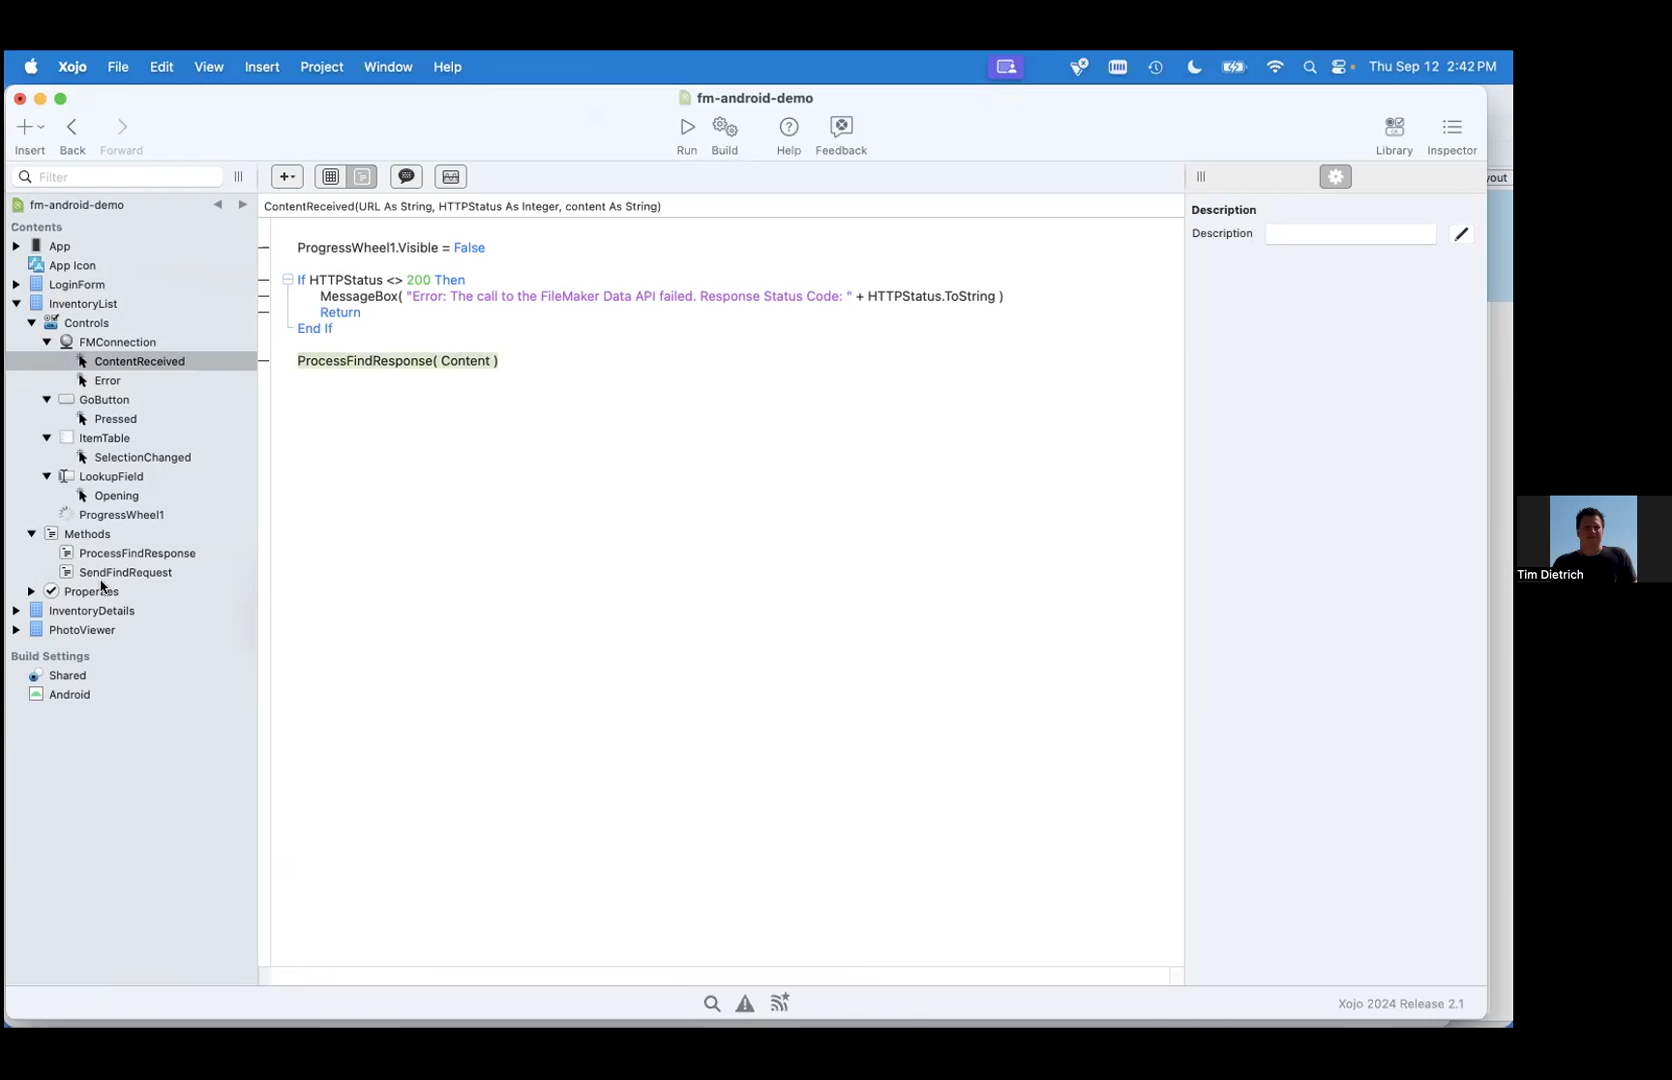 Xojo File Edit View Insert Project Window Help Thu Sep 12 2:42 PM
fm-android-demo
Insert Back Forward Run Build Help Feedback Library Inspector
Filter
yout
fm-android-demo
ContentReceived(URL As String, HTTPStatus As Integer, content As String)
Contents
App
App Icon
LoginForm
InventoryList
Controls
FMConnection
ContentReceived
Error
GoButton
Pressed
ItemTable
SelectionChanged
LookupField
Opening
ProgressWheel1
Methods
ProcessFindResponse
SendFindRequest
Properties
InventoryDetails
PhotoViewer
Build Settings
Shared
Android
ProgressWheel1.Visible = False
If HTTPStatus <> 200 Then
MessageBox( "Error: The call to the FileMaker Data API failed. Response Status Code: " + HTTPStatus.ToString )
Return
End If
ProcessFindResponse( Content )
Description
Description
Tim Dietrich
Xojo 2024 Release 2.1